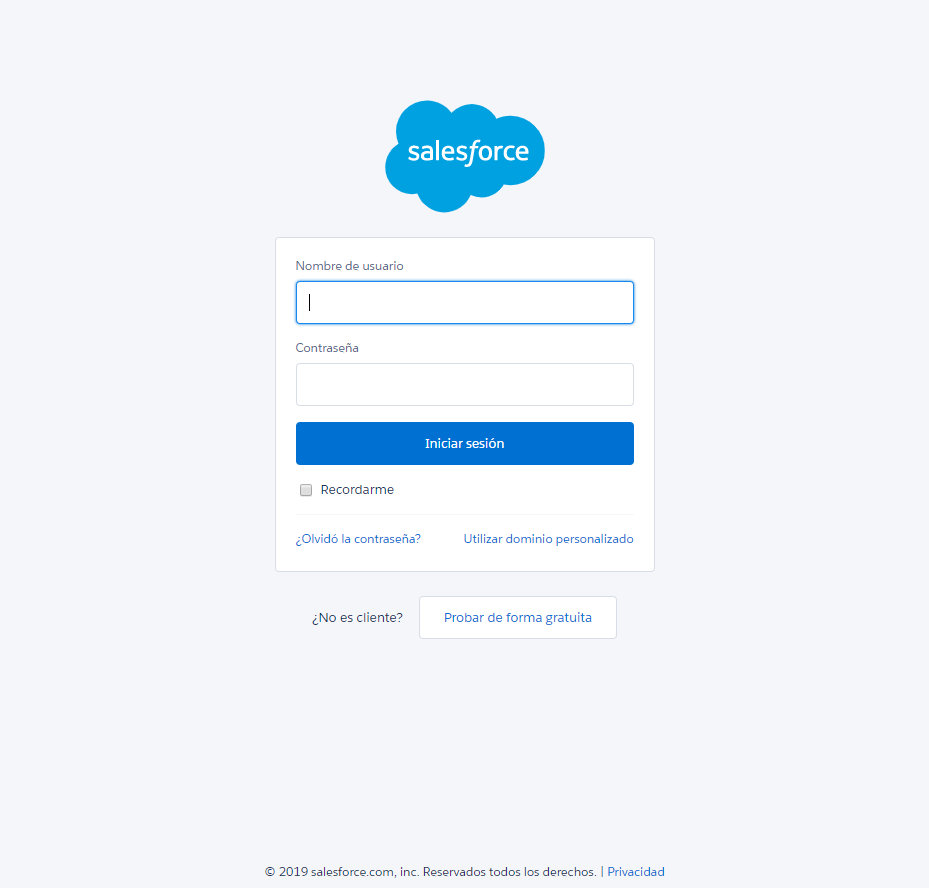 salesforce
Nombre de usuario
Contraseña
Iniciar sesión
Recordarme
¿Olvidó la contraseña? Utilizar dominio personalizado
¿No es cliente? Probar de forma gratuita
© 2019 salesforce.com, inc. Reservados todos los derechos. | Privacidad